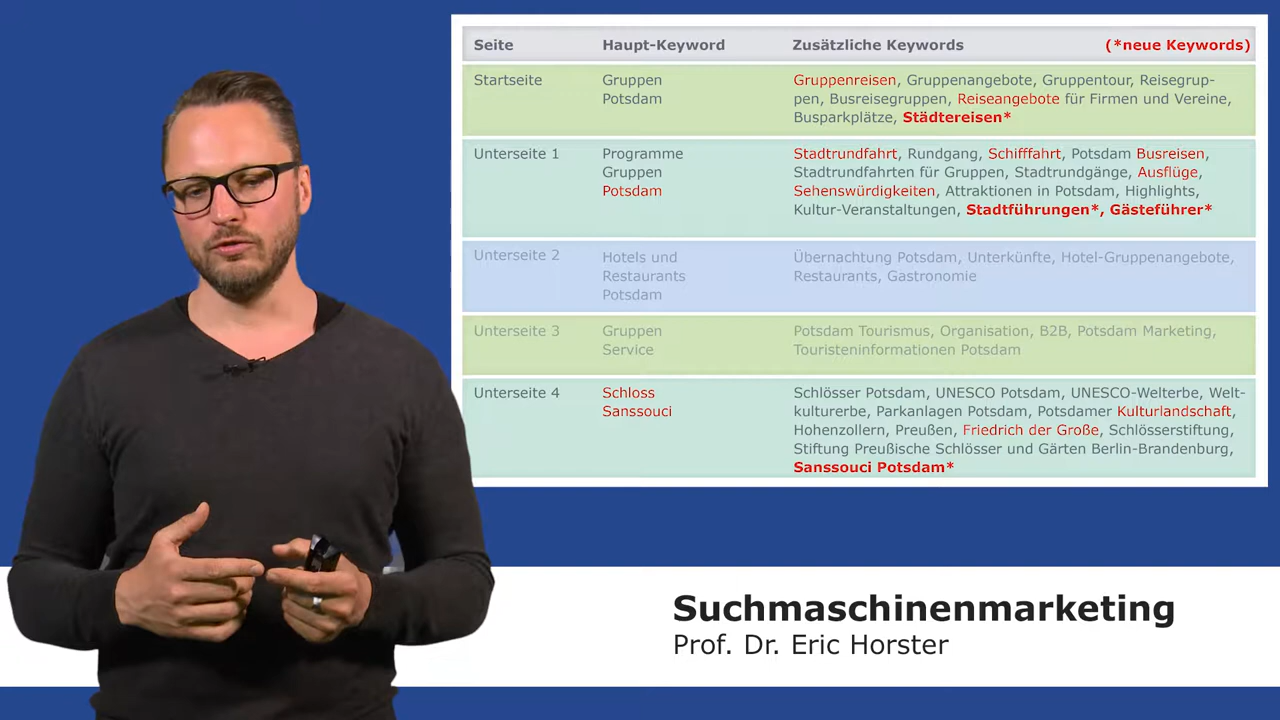 Seite Haupt-Keyword Zusätzliche Keywords (*neue Keywords)
Startseite Gruppen Gruppenreisen, Gruppenangebote, Gruppentour, Reisegrup-
Potsdam pen, Busreisegruppen, Reiseangebote für Firmen und Vereine,
Busparkplätze, Städtereisen*
Unterseite 1 Programme Stadtrundfahrt, Rundgang, Schifffahrt, Potsdam Busreisen,
Gruppen Stadtrundfahrten für Gruppen, Stadtrundgänge, Ausflüge,
Potsdam Sehenswürdigkeiten, Attraktionen in Potsdam, Highlights,
Kultur-Veranstaltungen, Stadtführungen*, Gästeführer*
Unterseite 2 Hotels und Übernachtung Potsdam, Unterkünfte, Hotel-Gruppenangebote,
Restaurants Restaurants, Gastronomie
Potsdam
Unterseite 3 Gruppen Potsdam Tourismus, Organisation, B2B, Potsdam Marketing,
Service Touristeninformationen Potsdam
Unterseite 4 Schloss Schlösser Potsdam, UNESCO Potsdam, UNESCO-Welterbe, Welt-
Sanssouci kulturerbe, Parkanlagen Potsdam, Potsdamer Kulturlandschaft,
Hohenzollern, Preußen, Friedrich der Große, Schlösserstiftung,
Stiftung Preußische Schlösser und Gärten Berlin-Brandenburg,
Sanssouci Potsdam*
Suchmaschinenmarketing
Prof. Dr. Eric Horster